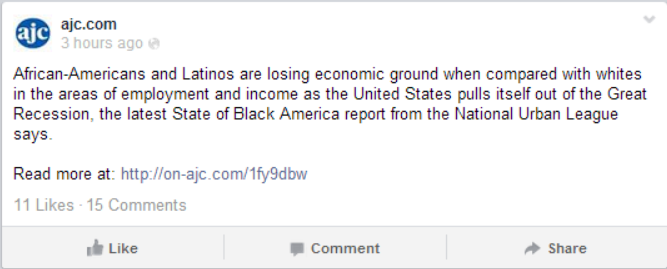 ajc
ajc.com
3 hours ago
African-Americans and Latinos are losing economic ground when compared with whites
in the areas of employment and income as the United States pulls itself out of the Great
Recession, the latest State of Black America report from the National Urban League
says.
Read more at: http://on-ajc.com/1fy9dbw
11 Likes · 15 Comments
Like Comment Share